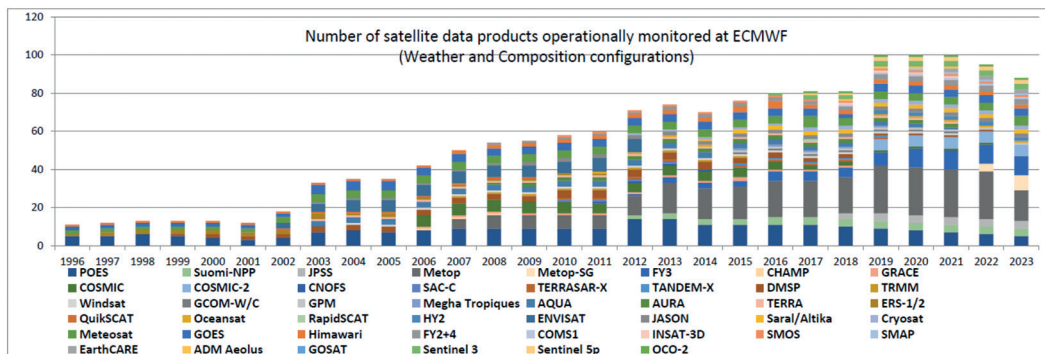 Number of satellite data products operationally monitored at ECMWF
(Weather and Composition configurations)
120
100
80
60
40
20
0
1996 1997 1998 1999 2000 2001 2002 2003 2004 2005 2006 2007 2008 2009 2010 2011 2012 2013 2014 2015 2016 2017 2018 2019 2020 2021 2022 2023
POES Suomi-NPP JPSS Metop Metop-SG FY3 CHAMP GRACE
COSMIC COSMIC-2 CNOFS SAC-C TERRASAR-X TANDEM-X DMSP TRMM
Windsat GCOM-W/C GPM Megha Tropiques AQUA AURA TERRA ERS-1/2
QuikSCAT Oceansat RapidSCAT HY2 ENVISAT JASON Saral/Altika Cryosat
Meteosat GOES Himawari FY2+4 COMS1 INSAT-3D SMOS SMAP
EarthCARE ADM Aeolus GOSAT Sentinel 3 Sentinel 5p OCO-2